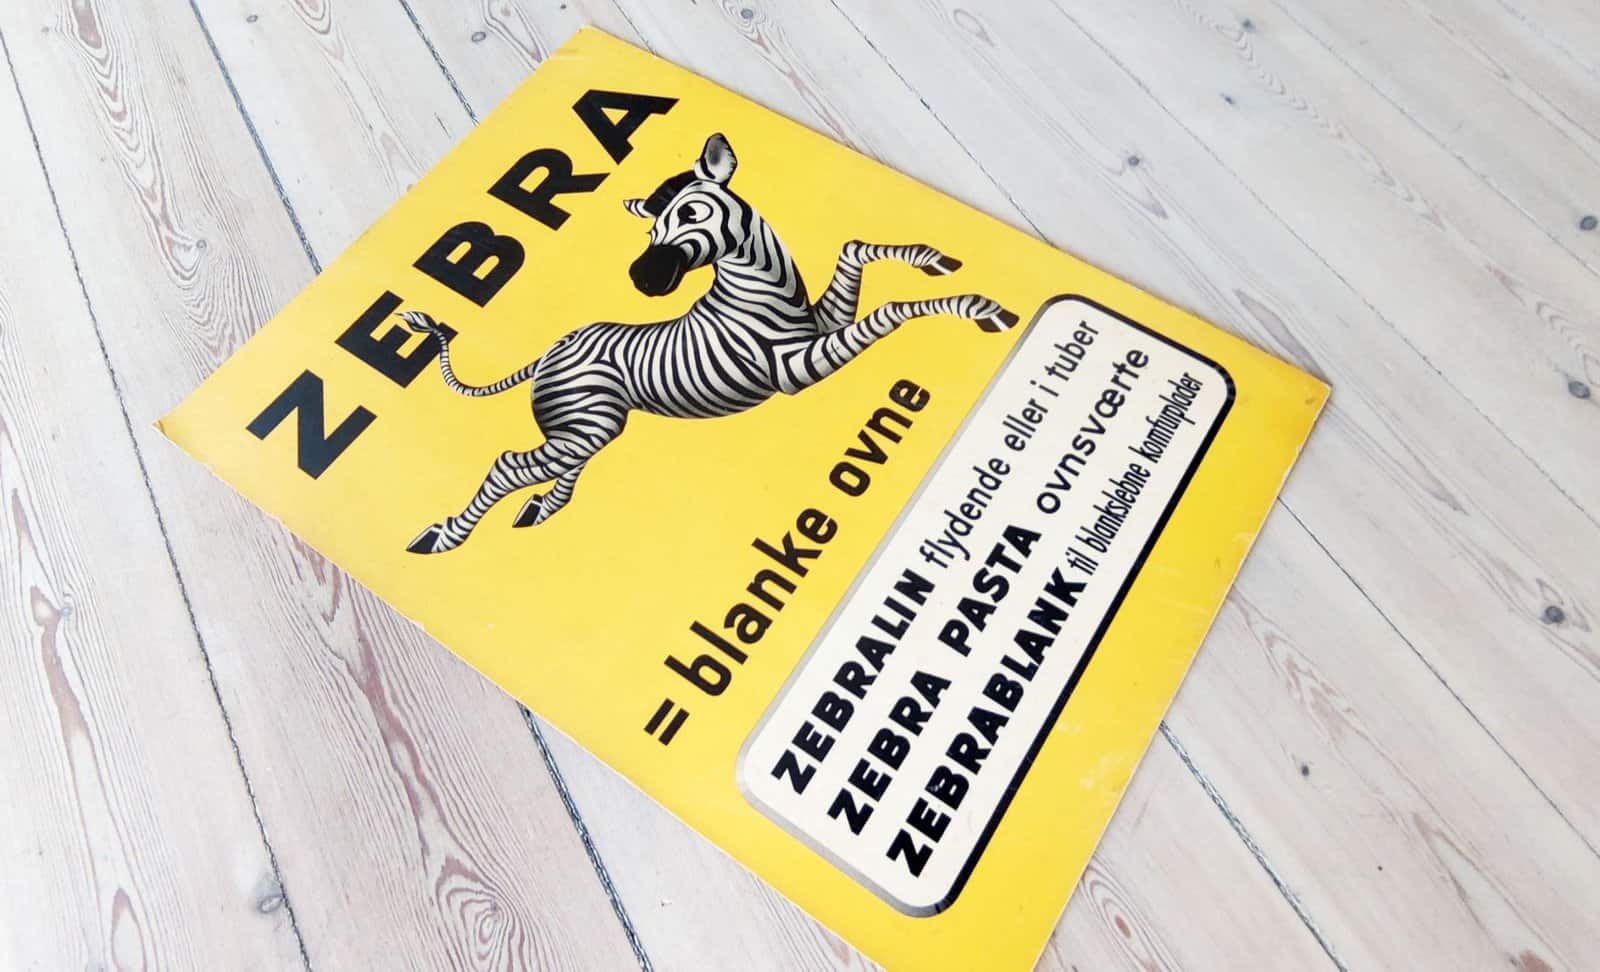 ZEBRA
= blanke ovne
ZEBRALIN flydende eller i tuber
ZEBRA PASTA ovnsværte
ZEBRABLANK til blankslebne komfurplader